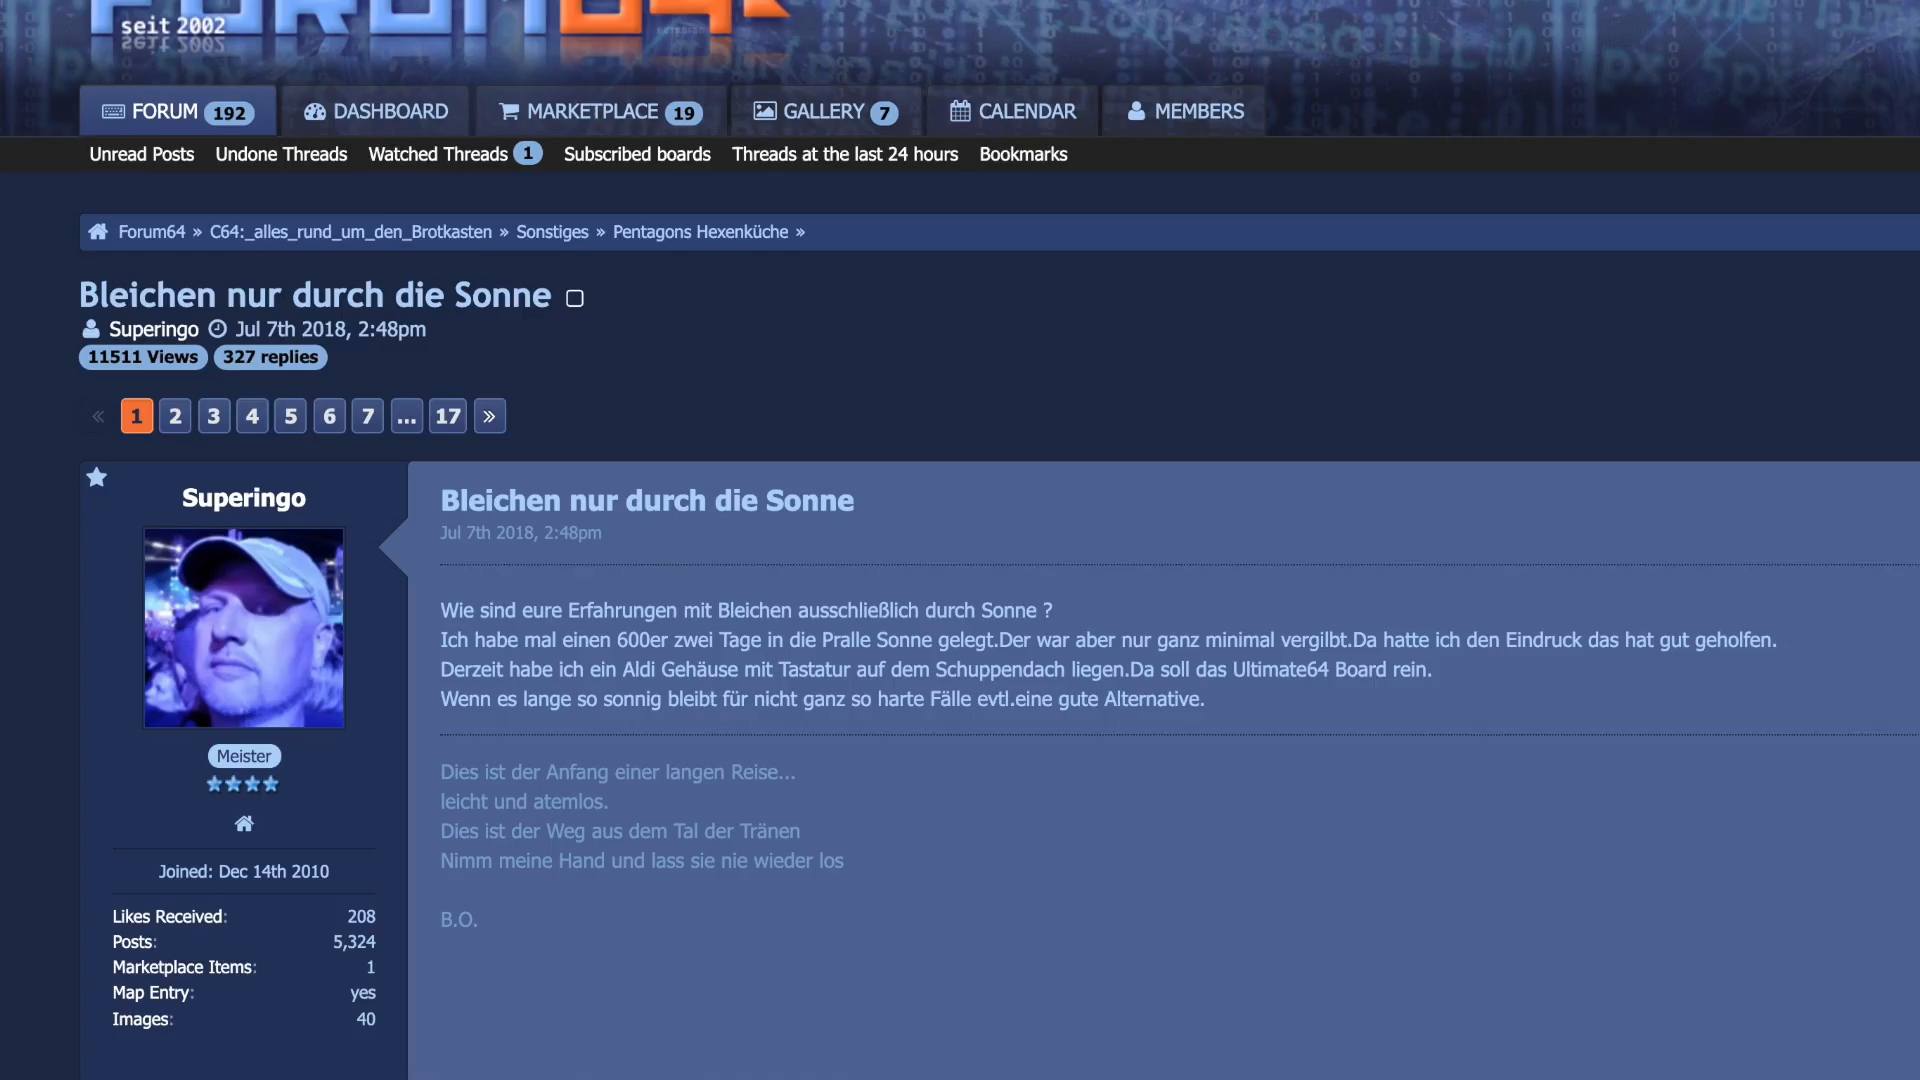 FORUM64
seit 2002
FORUM 192 DASHBOARD MARKETPLACE 19 GALLERY 7 CALENDAR MEMBERS
Unread Posts Undone Threads Watched Threads 1 Subscribed boards Threads at the last 24 hours Bookmarks
Forum64 » C64:_alles_rund_um_den_Brotkasten » Sonstiges » Pentagons Hexenküche »
Bleichen nur durch die Sonne
Superingo Jul 7th 2018, 2:48pm
11511 Views 327 replies
« 1 2 3 4 5 6 7 ... 17 »
Superingo
Meister
Joined: Dec 14th 2010
Likes Received: 208
Posts: 5,324
Marketplace Items: 1
Map Entry: yes
Images: 40
Bleichen nur durch die Sonne
Jul 7th 2018, 2:48pm
Wie sind eure Erfahrungen mit Bleichen ausschließlich durch Sonne ?
Ich habe mal einen 600er zwei Tage in die Pralle Sonne gelegt.Der war aber nur ganz minimal vergilbt.Da hatte ich den Eindruck das hat gut geholfen.
Derzeit habe ich ein Aldi Gehäuse mit Tastatur auf dem Schuppendach liegen.Da soll das Ultimate64 Board rein.
Wenn es lange so sonnig bleibt für nicht ganz so harte Fälle evtl.eine gute Alternative.
Dies ist der Anfang einer langen Reise...
leicht und atemlos.
Dies ist der Weg aus dem Tal der Tränen
Nimm meine Hand und lass sie nie wieder los
B.O.